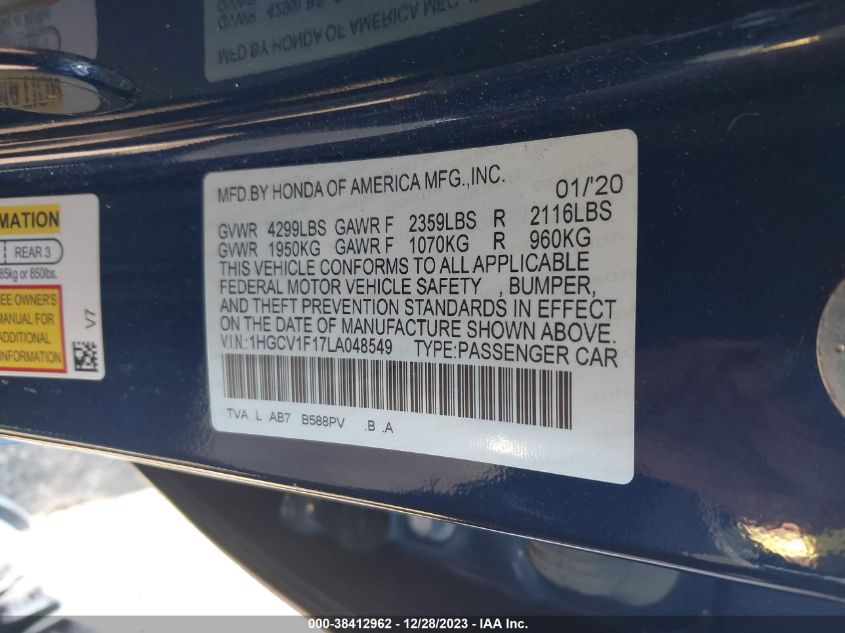 GVWR 4299LBS
MFD BY HONDA OF AMERICA MFG
MFD.BY HONDA OF AMERICA MFG.,INC. 01/'20
GVWR 4299LBS GAWR F 2359LBS R 2116LBS
GVWR 1950KG GAWR F 1070KG R 960KG
THIS VEHICLE CONFORMS TO ALL APPLICABLE
FEDERAL MOTOR VEHICLE SAFETY , BUMPER,
AND THEFT PREVENTION STANDARDS IN EFFECT
ON THE DATE OF MANUFACTURE SHOWN ABOVE.
V.I.N.:1HGCV1F17LA048549 TYPE:PASSENGER CAR
TVA L AB7 B588PV .B .A
MATION
REAR 3
85kg or 850lbs.
EE OWNER'S
MANUAL FOR
ADDITIONAL
INFORMATION
V7
000-38412962 - 12/28/2023 - IAA, Inc.